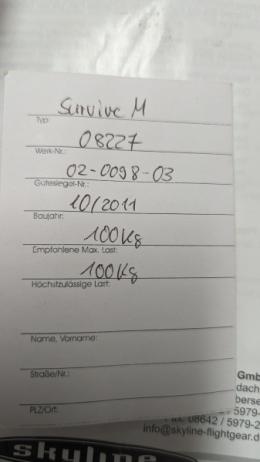 Survive M
Typ:
08227
Werk-Nr.:
02-0098-03
Gütesiegel-Nr.:
10/2011
Baujahr:
100Kg
Empfohlene Max. Last:
100Kg
Höchstzulässige Last:
Name, Vorname:
Straße/Nr.:
PLZ/Ort:
Gmb
dach
berse
5979-
08642 / 5979-2
info@skyline-flightgear.d
skyline